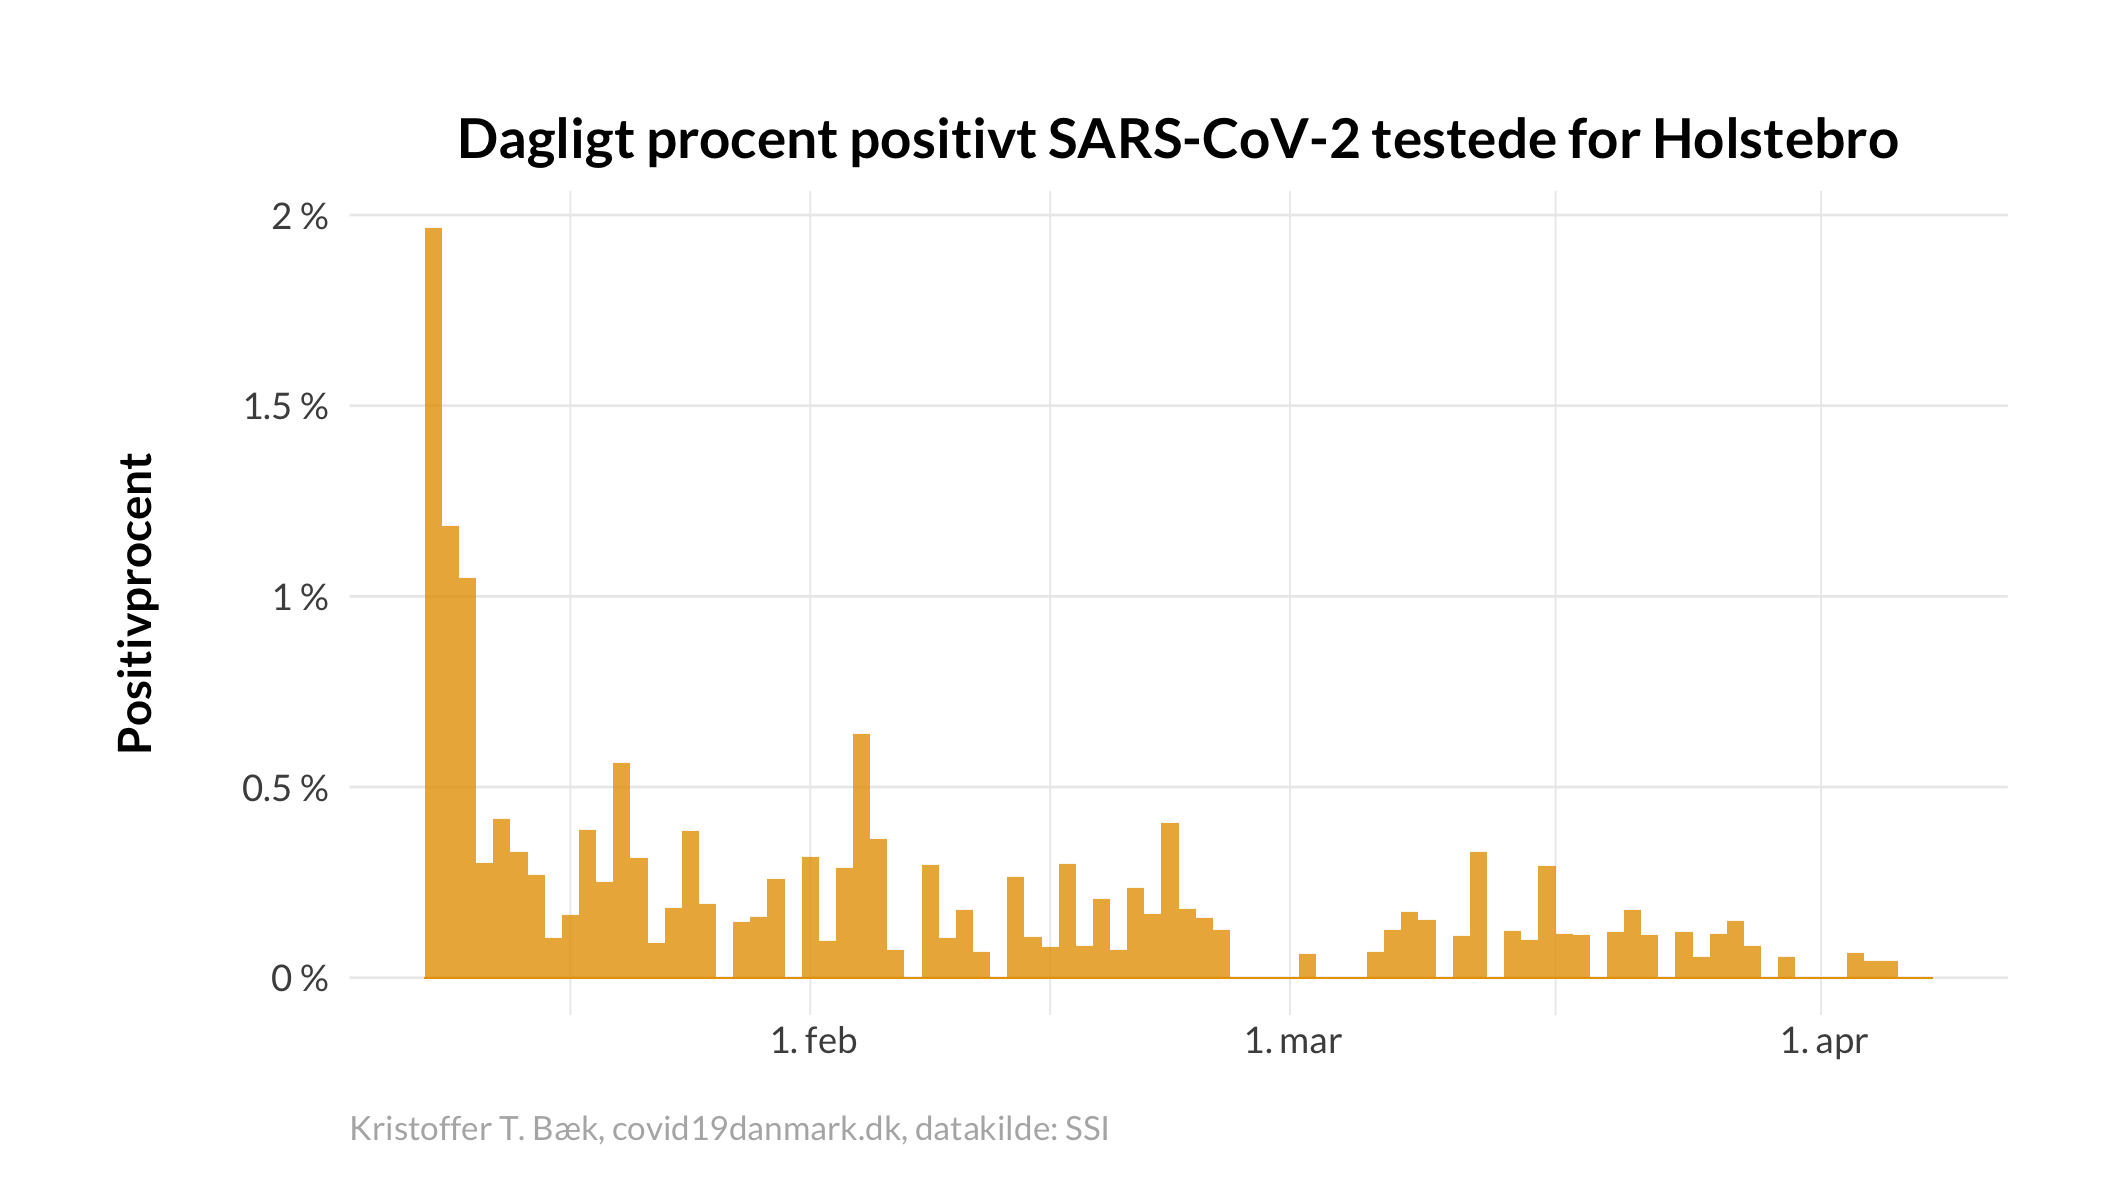 Dagligt procent positivt SARS-CoV-2 testede for Holstebro
Positivprocent
2 %
1.5 %
1 %
0.5 %
0 %
1. feb
1. mar
1. apr
Kristoffer T. Bæk, covid19danmark.dk, datakilde: SSI